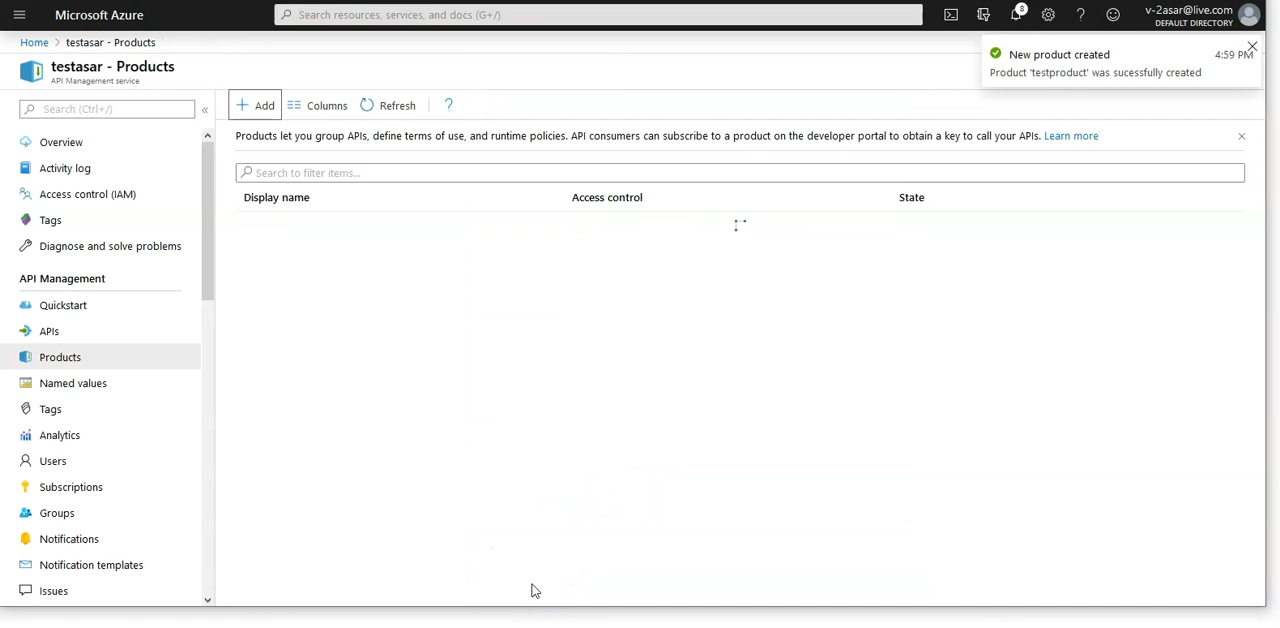 Microsoft Azure
Search resources, services, and docs (G+/)
8
v-2asar@live.com
DEFAULT DIRECTORY
Home > testasar - Products
testasar - Products
API Management service
New product created
4:59 PM
Product 'testproduct' was sucessfully created
Search (Ctrl+/)
«
Add
Columns
Refresh
?
Products let you group APIs, define terms of use, and runtime policies. API consumers can subscribe to a product on the developer portal to obtain a key to call your APIs. Learn more
Search to filter items...
Display name
Access control
State
Overview
Activity log
Access control (IAM)
Tags
Diagnose and solve problems
API Management
Quickstart
APIs
Products
Named values
Tags
Analytics
Users
Subscriptions
Groups
Notifications
Notification templates
Issues